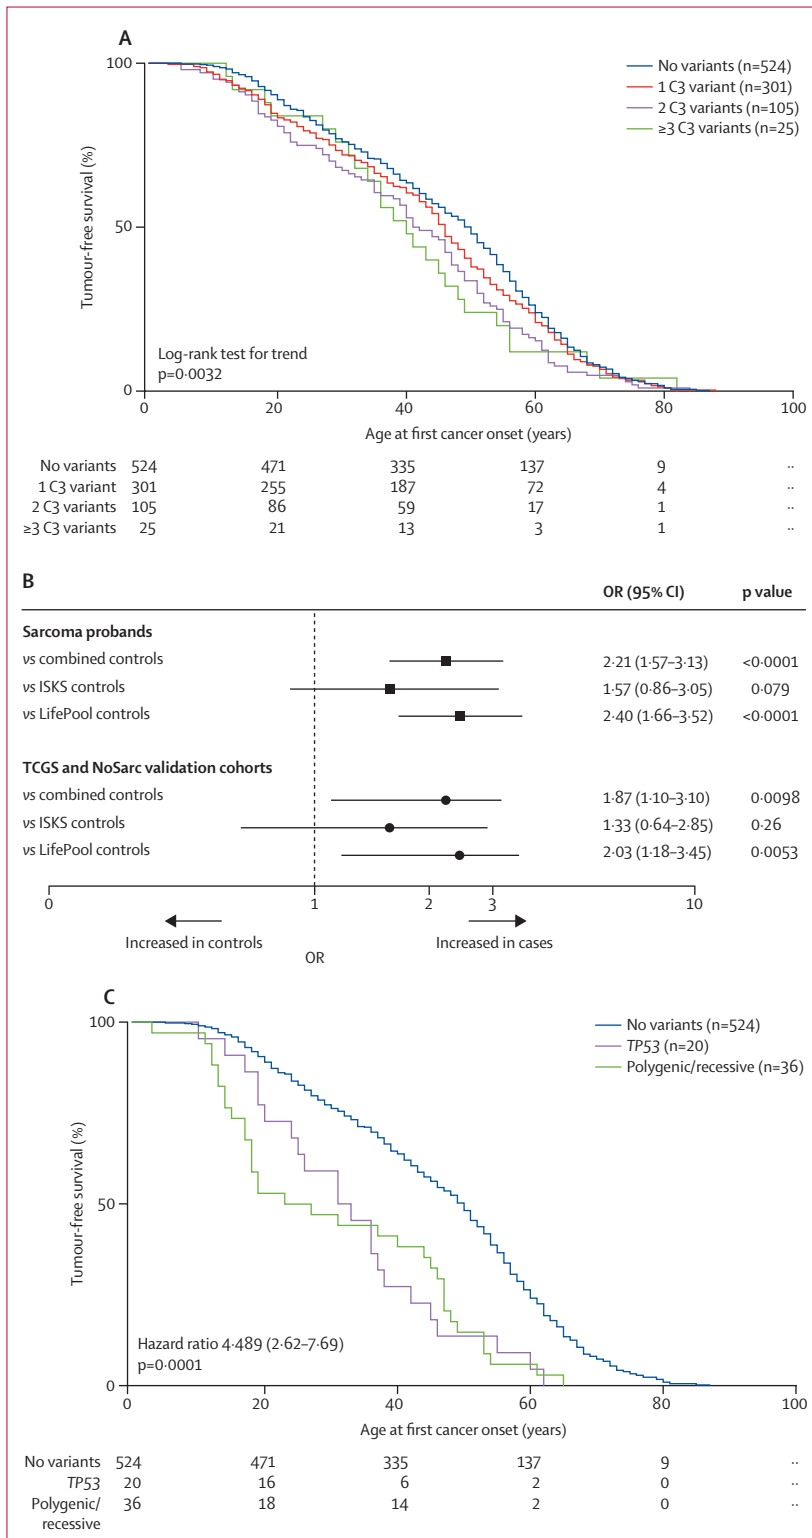 A
100
50
0
Tumour-free survival (%)
No variants (n=524)
1 C3 variant (n=301)
2 C3 variants (n=105)
≥3 C3 variants (n=25)
Log-rank test for trend
p=0·0032
0 20 40 60 80 100
Age at first cancer onset (years)
No variants 524 471 335 137 9 ··
1 C3 variant 301 255 187 72 4 ··
2 C3 variants 105 86 59 17 1 ··
≥3 C3 variants 25 21 13 3 1 ··
B
OR (95% CI) p value
Sarcoma probands
vs combined controls 2·21 (1·57–3·13) <0·0001
vs ISKS controls 1·57 (0·86–3·05) 0·079
vs LifePool controls 2·40 (1·66–3·52) <0·0001
TCGS and NoSarc validation cohorts
vs combined controls 1·87 (1·10–3·10) 0·0098
vs ISKS controls 1·33 (0·64–2·85) 0·26
vs LifePool controls 2·03 (1·18–3·45) 0·0053
0 1 2 3 10
Increased in controls Increased in cases
OR
C
100
50
0
Tumour-free survival (%)
No variants (n=524)
TP53 (n=20)
Polygenic/recessive (n=36)
Hazard ratio 4·489 (2·62–7·69)
p=0·0001
0 20 40 60 80 100
Age at first cancer onset (years)
No variants 524 471 335 137 9 ··
TP53 20 16 6 2 0 ··
Polygenic/ 36 18 14 2 0 ··
recessive